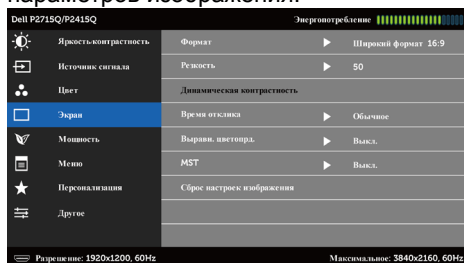 параметров изображения.
Dell P2715Q/P2415Q Энергопотребление
Яркость/контрастность Формат Широкий формат 16:9
Источник сигнала Резкость 50
Цвет Динамическая контрастность
Экран Время отклика Обычное
Мощность Выравн. цветопрд. Выкл.
Меню MST Выкл.
Персонализация Сброс настроек изображения
Другое
Разрешение: 1920x1200, 60Hz Максимальное: 3840x2160, 60Hz